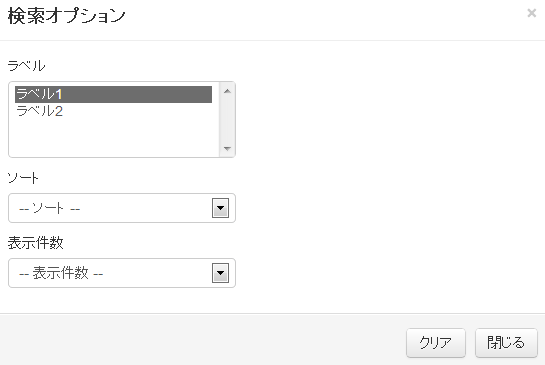 検索オプション
×
ラベル
ラベル1
ラベル2
ソート
-- ソート --
表示件数
-- 表示件数 --
クリア
閉じる